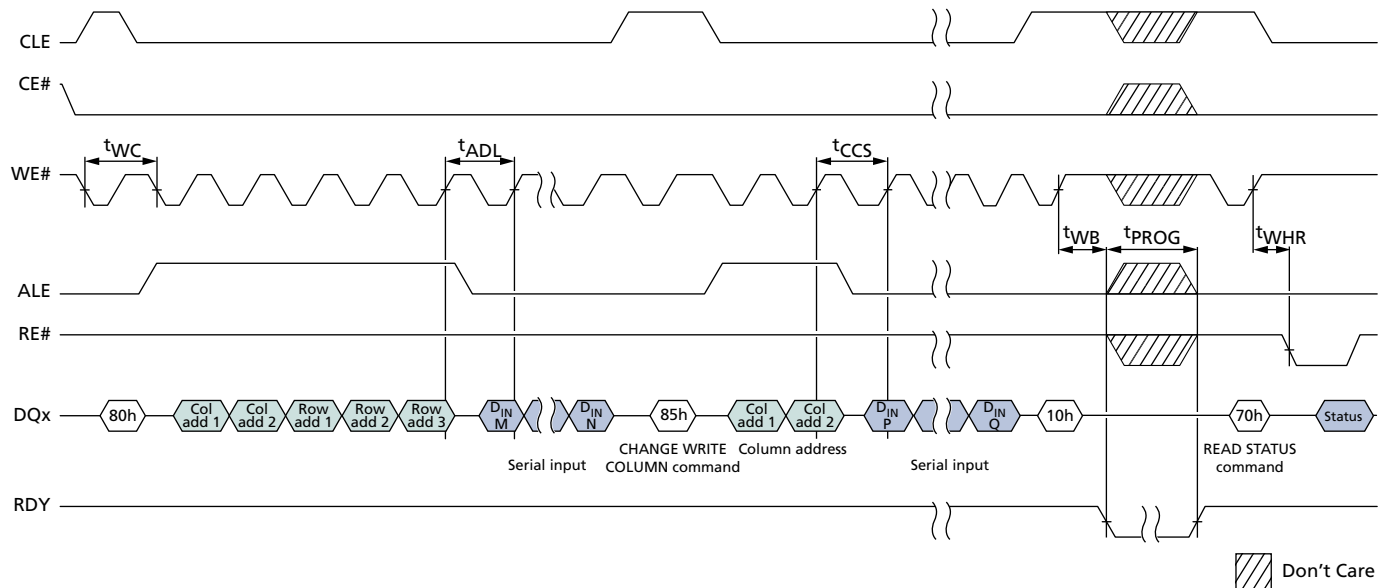 CLE
CE#
tWC
tADL
tCCS
WE#
tWB
tPROG
tWHR
ALE
RE#
DQx
80h
Col add 1
Col add 2
Row add 1
Row add 2
Row add 3
DIN M
DIN N
85h
Col add 1
Col add 2
DIN P
DIN Q
10h
70h
Status
Serial input
CHANGE WRITE
COLUMN command
Column address
Serial input
READ STATUS
command
RDY
Don't Care